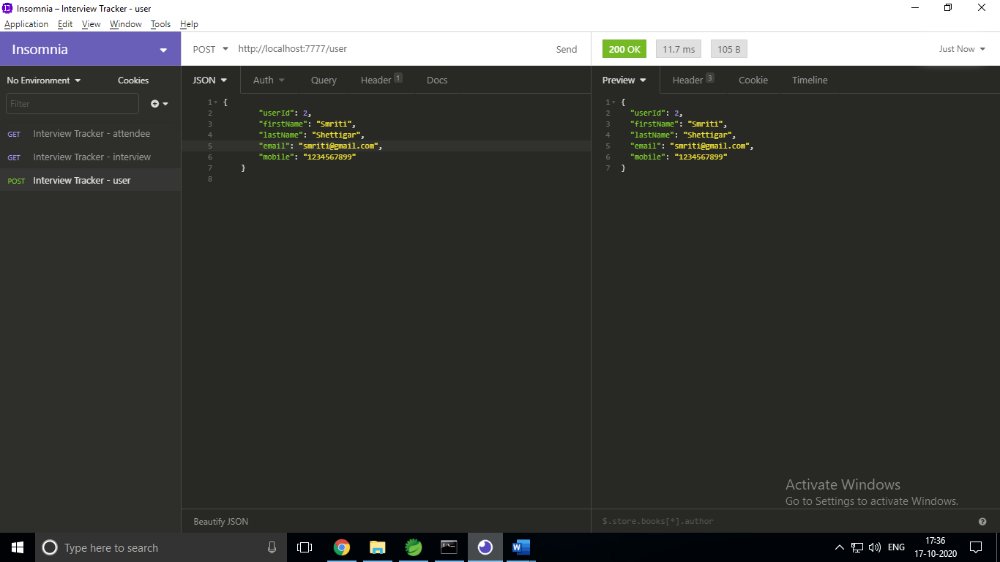 Insomnia – Interview Tracker - user
Application Edit View Window Tools Help
Insomnia
POST http://localhost:7777/user Send
200 OK 11.7 ms 105 B Just Now
No Environment Cookies
Filter
GET Interview Tracker - attendee
GET Interview Tracker - interview
POST Interview Tracker - user
JSON Auth Query Header 1 Docs
1 {
2 "userId": 2,
3 "firstName": "Smriti",
4 "lastName": "Shettigar",
5 "email": "smriti@gmail.com",
6 "mobile": "1234567899"
7 }
8
Beautify JSON
Preview Header 3 Cookie Timeline
1 {
2 "userId": 2,
3 "firstName": "Smriti",
4 "lastName": "Shettigar",
5 "email": "smriti@gmail.com",
6 "mobile": "1234567899"
7 }
Activate Windows
Go to Settings to activate Windows.
$.store.books[*].author
Type here to search
ENG
17:36
17-10-2020